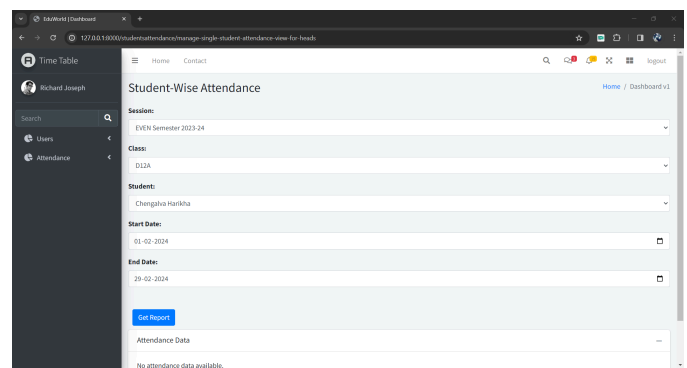 EduWorld | Dashboard
127.0.0.1:8000/studentsattendance/manage-single-student-attendance-view-for-heads
Time Table
Home Contact
logout
Richard Joseph
Student-Wise Attendance
Home / Dashboard v1
Search
Users
Attendance
Session:
EVEN Semester 2023-24
Class:
D12A
Student:
Chengalva Harikha
Start Date:
01-02-2024
End Date:
29-02-2024
Get Report
Attendance Data
No attendance data available.